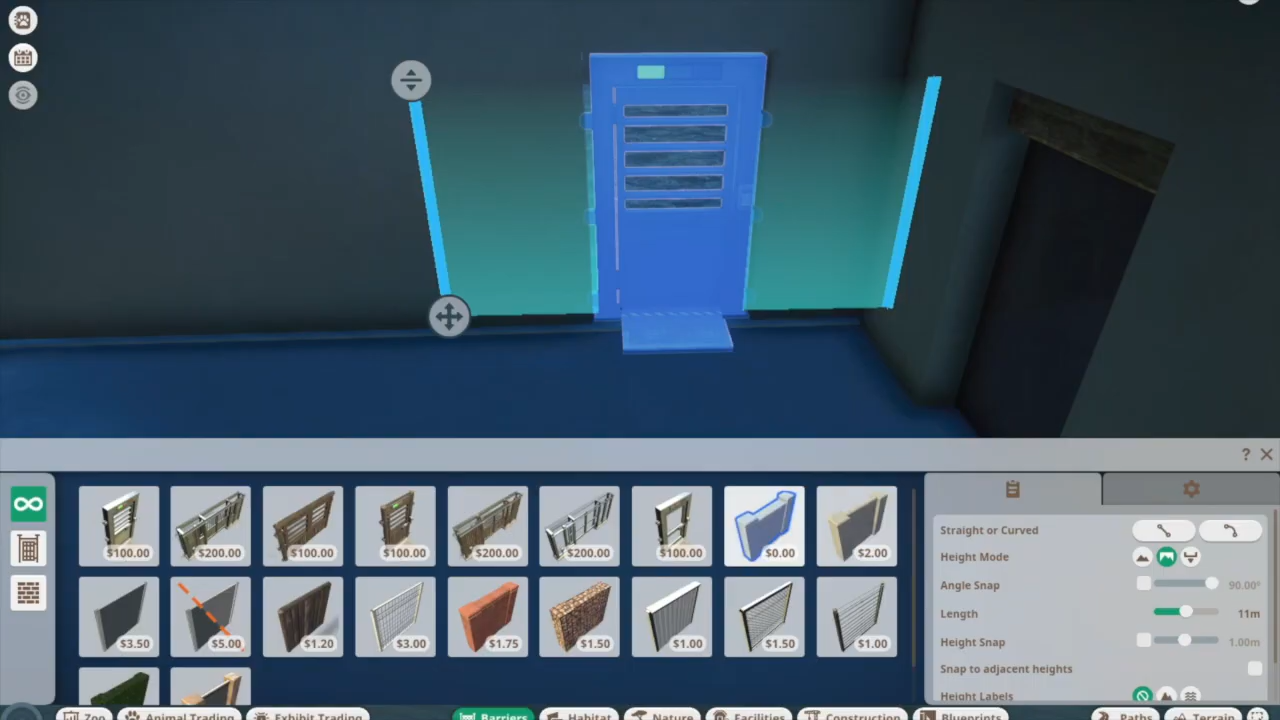 ?
$100.00
$200.00
$100.00
$100.00
$200.00
$200.00
$100.00
$0.00
$2.00
$3.50
$5.00
$1.20
$3.00
$1.75
$1.50
$1.00
$1.50
$1.00
Straight or Curved
Height Mode
Angle Snap
90.00°
Length
11m
Height Snap
1.00m
Snap to adjacent heights
Height Labels
Zoo
Animal Trading
Exhibit Trading
Barriers
Habitat
Nature
Facilities
Construction
Blueprints
Paths
Terrain